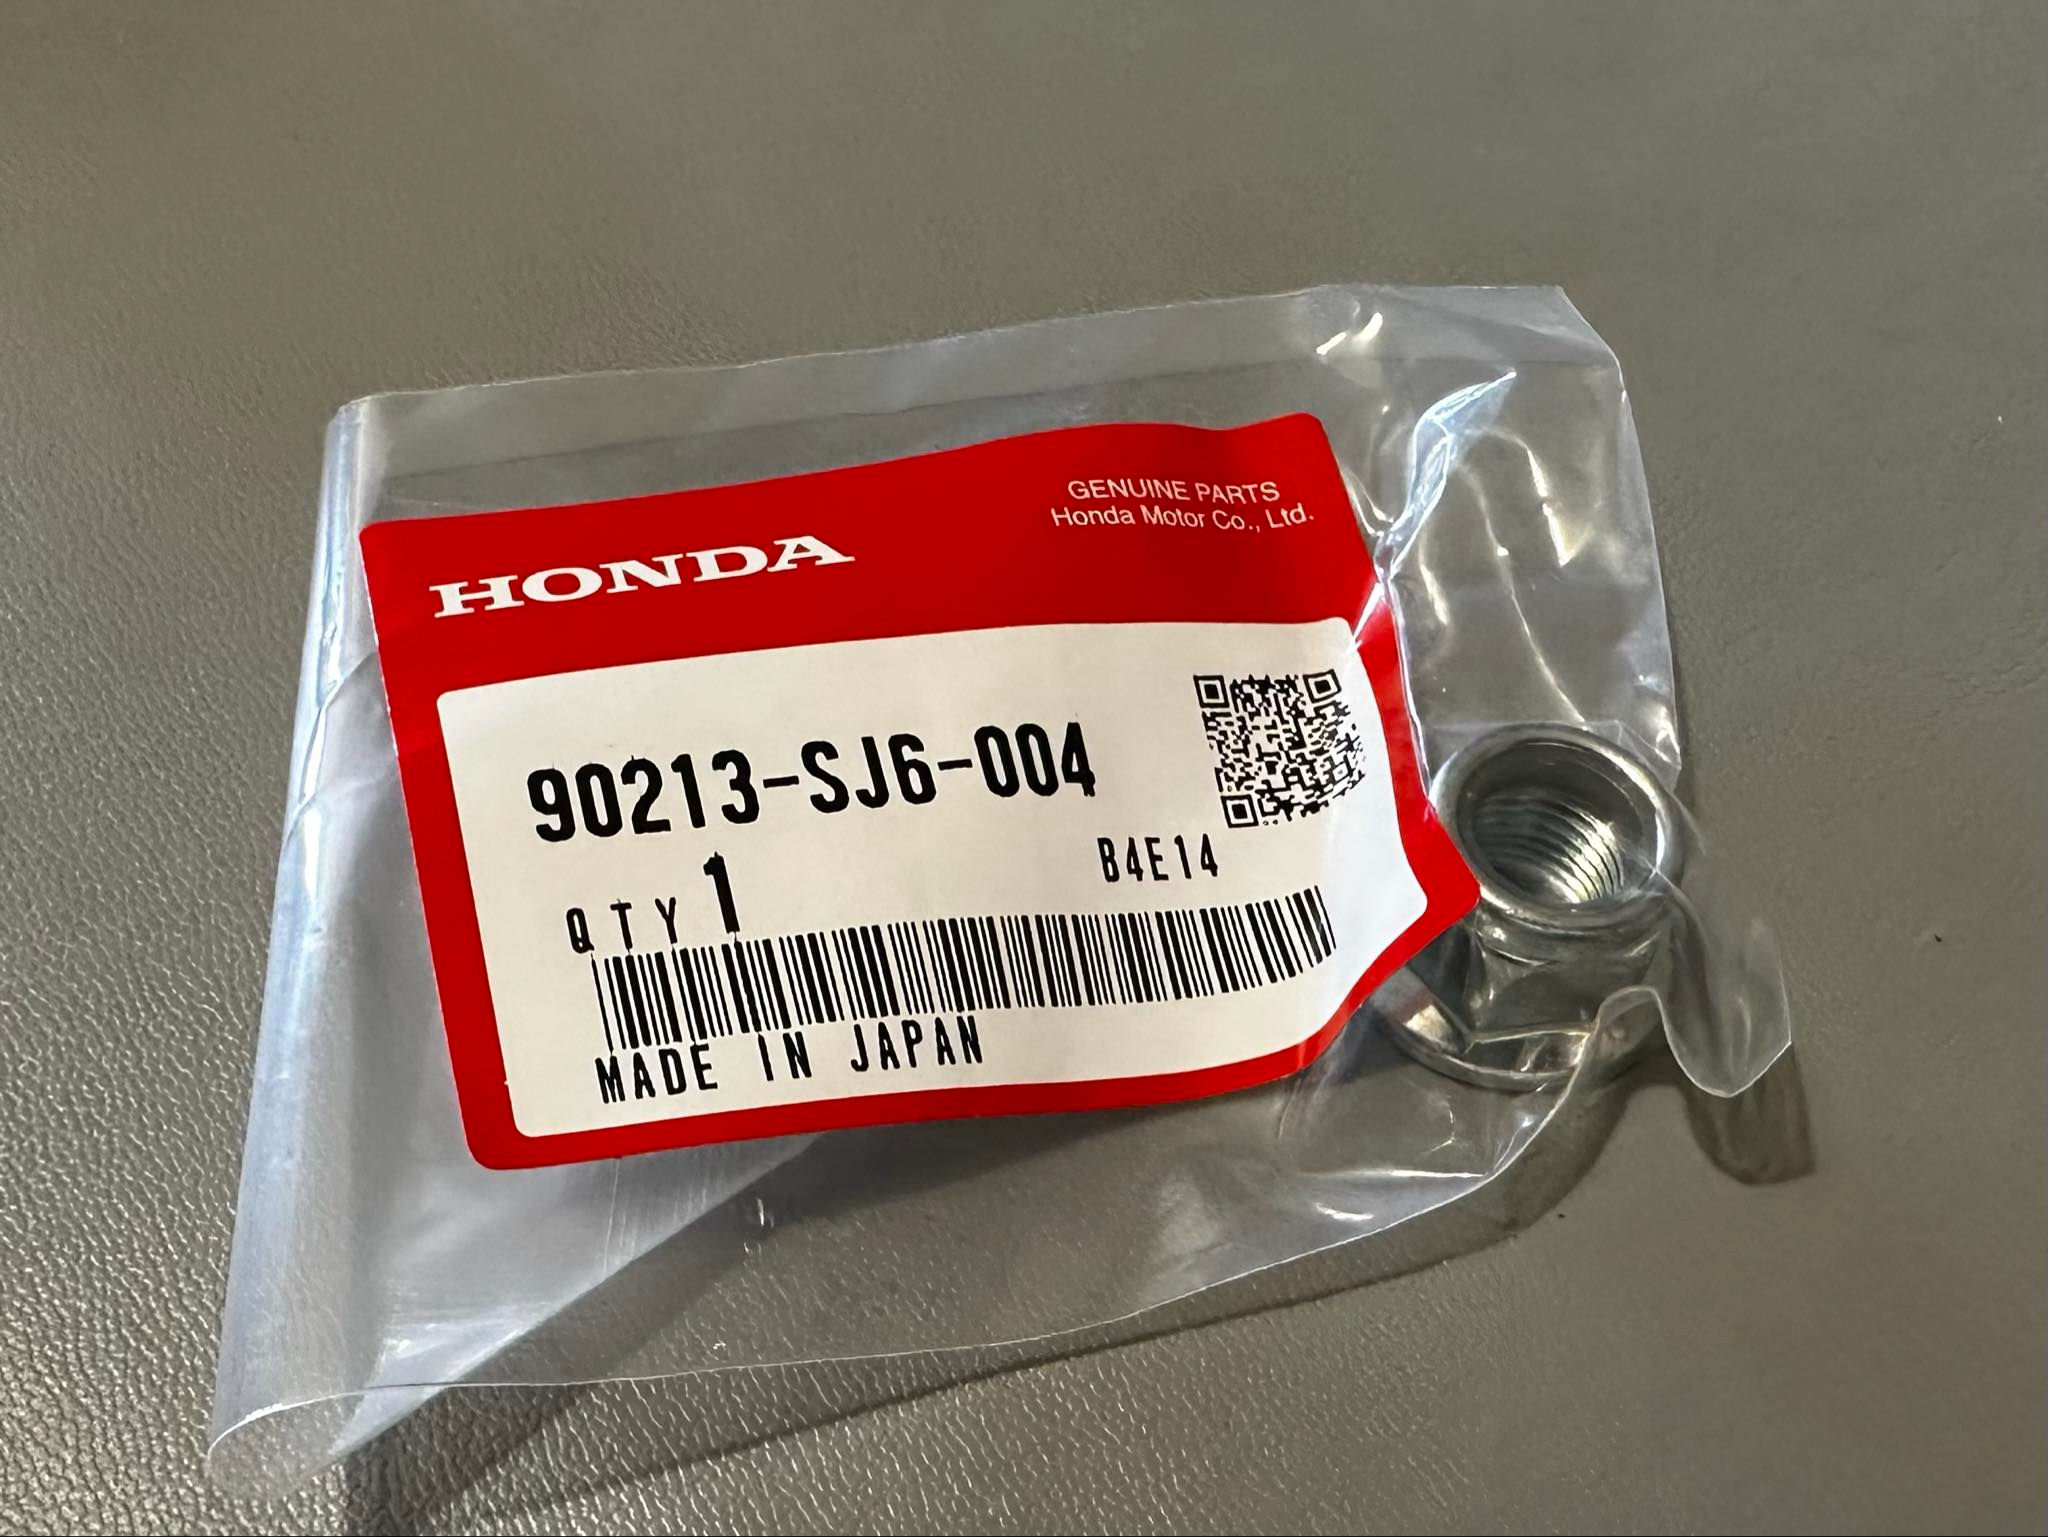 HONDA
GENUINE PARTS
Honda Motor Co., Ltd.
90213-SJ6-004
QTY 1
B4E14
MADE IN JAPAN